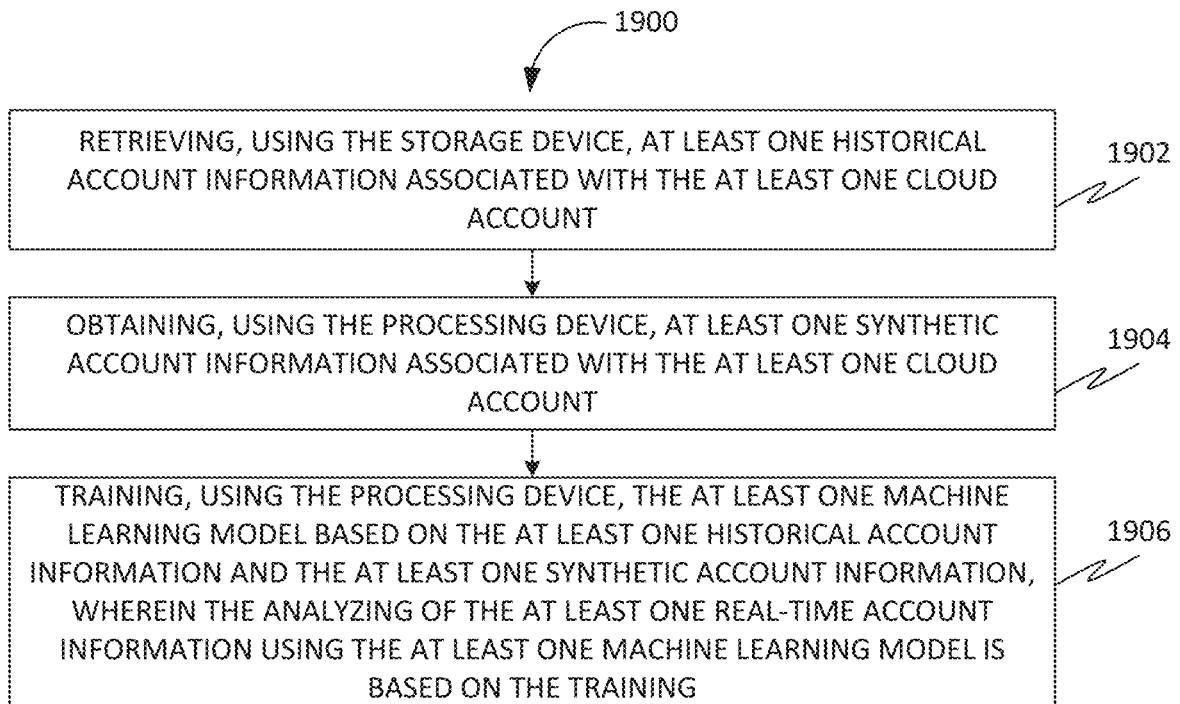 1900
RETRIEVING, USING THE STORAGE DEVICE, AT LEAST ONE HISTORICAL
ACCOUNT INFORMATION ASSOCIATED WITH THE AT LEAST ONE CLOUD
ACCOUNT
1902
OBTAINING, USING THE PROCESSING DEVICE, AT LEAST ONE SYNTHETIC
ACCOUNT INFORMATION ASSOCIATED WITH THE AT LEAST ONE CLOUD
ACCOUNT
1904
TRAINING, USING THE PROCESSING DEVICE, THE AT LEAST ONE MACHINE
LEARNING MODEL BASED ON THE AT LEAST ONE HISTORICAL ACCOUNT
INFORMATION AND THE AT LEAST ONE SYNTHETIC ACCOUNT INFORMATION,
WHEREIN THE ANALYZING OF THE AT LEAST ONE REAL-TIME ACCOUNT
INFORMATION USING THE AT LEAST ONE MACHINE LEARNING MODEL IS
BASED ON THE TRAINING
1906